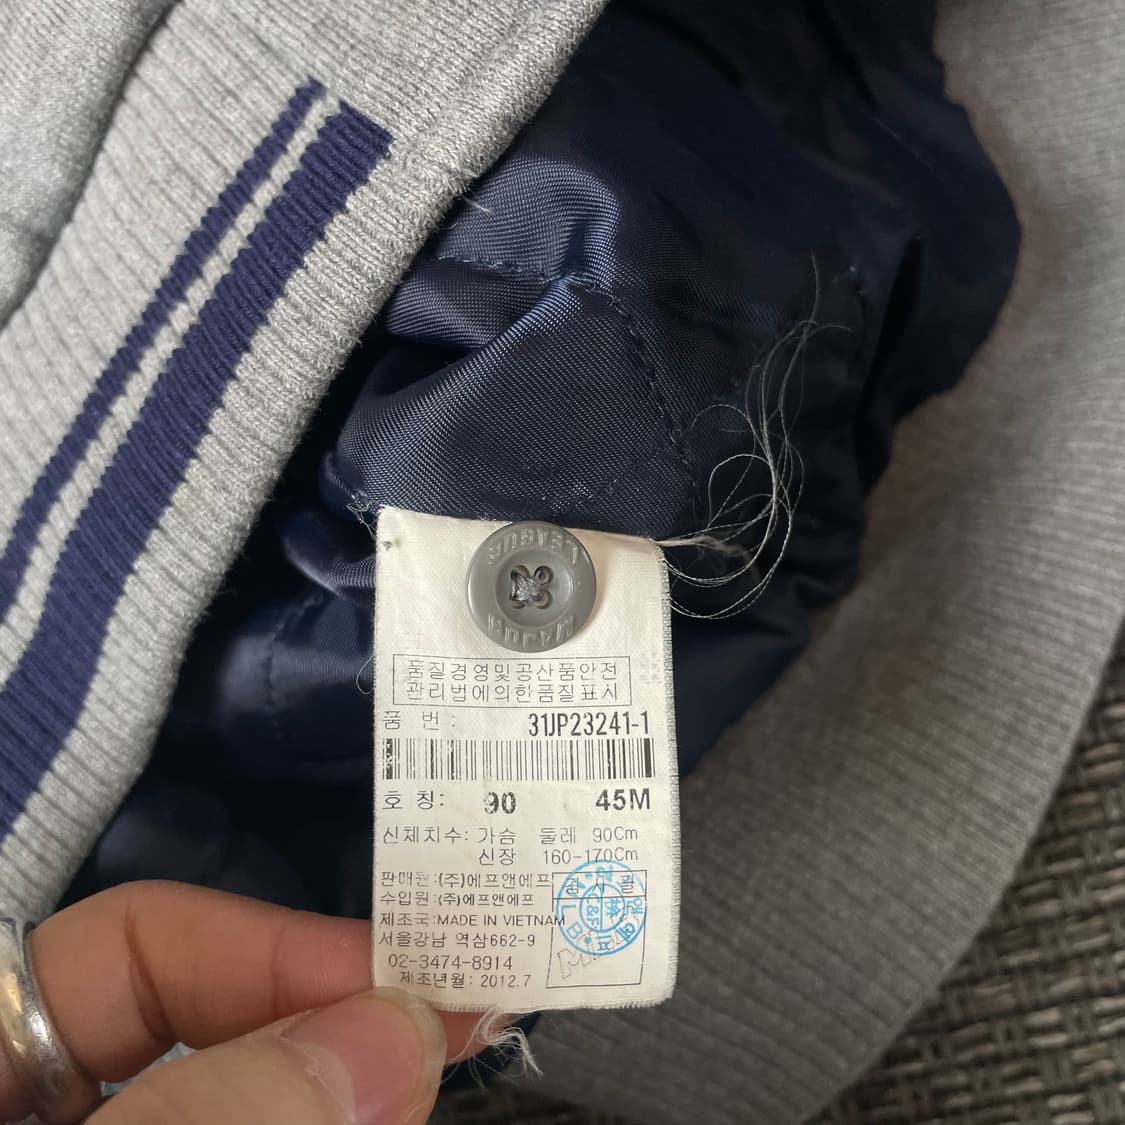 LEAGUE
MAJOR
품질경영및공산품안전
관리법에의한품질표시
품 번 : 31JP23241-1
호 칭: 90 45M
신체치수: 가슴 둘레 90Cm
신장 160-170Cm
판매원:(주)에프앤에프
수입원:(주)에프앤에프
제조국:MADE IN VIETNAM
서울강남 역삼662-9
02-3474-8914
제조년월: 2012.7